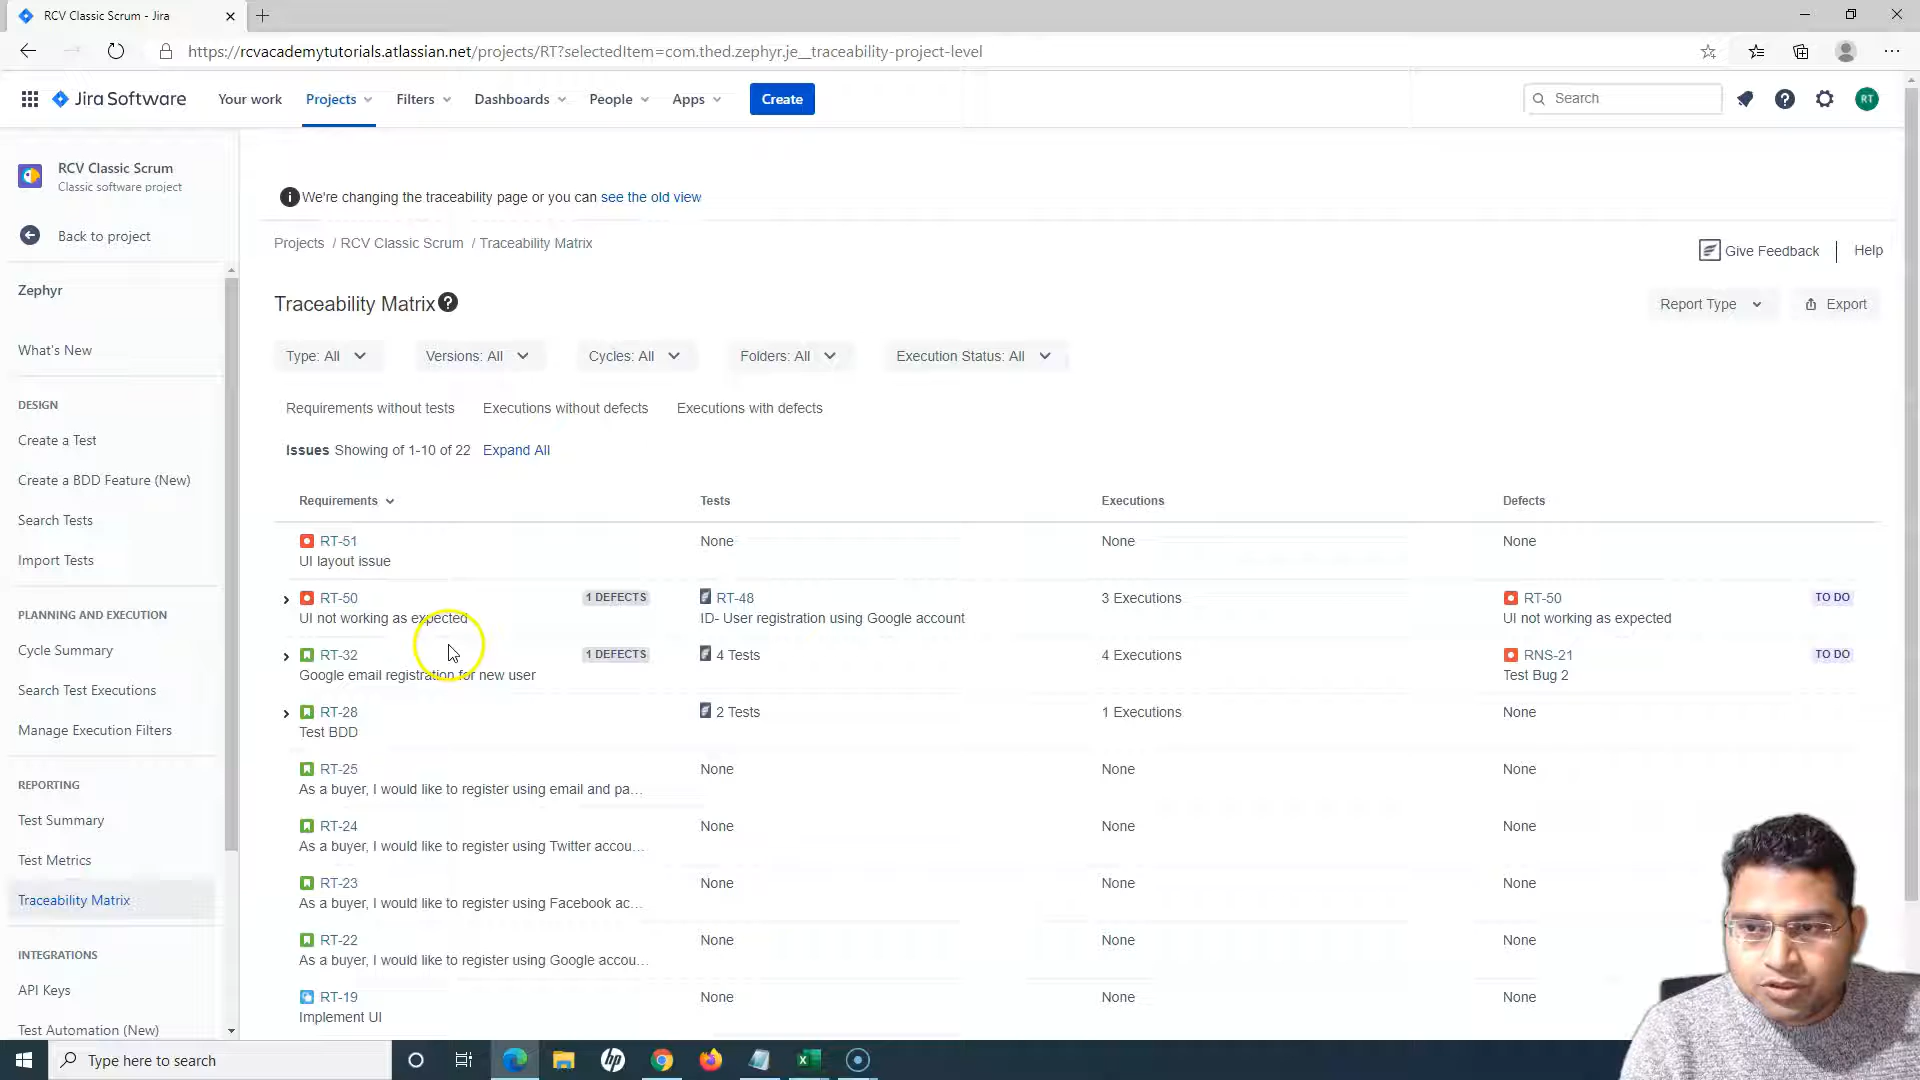 RCV Classic Scrum - Jira
https://rcvacademytutorials.atlassian.net/projects/RT?selectedItem=com.thed.zephyr.je__traceability-project-level
Jira Software
Your work
Projects
Filters
Dashboards
People
Apps
Create
Search
RT
RCV Classic Scrum
Classic software project
Back to project
Zephyr
What's New
DESIGN
Create a Test
Create a BDD Feature (New)
Search Tests
Import Tests
PLANNING AND EXECUTION
Cycle Summary
Search Test Executions
Manage Execution Filters
REPORTING
Test Summary
Test Metrics
Traceability Matrix
INTEGRATIONS
API Keys
Test Automation (New)
We're changing the traceability page or you can see the old view
Projects / RCV Classic Scrum / Traceability Matrix
Give Feedback
Help
Traceability Matrix
Report Type
Export
Type: All
Versions: All
Cycles: All
Folders: All
Execution Status: All
Requirements without tests
Executions without defects
Executions with defects
Issues Showing of 1-10 of 22 Expand All
Requirements
Tests
Executions
Defects
RT-51
UI layout issue
None
None
None
RT-50
1 DEFECTS
UI not working as expected
RT-48
ID- User registration using Google account
3 Executions
RT-50
TO DO
UI not working as expected
RT-32
1 DEFECTS
Google email registration for new user
4 Tests
4 Executions
RNS-21
TO DO
Test Bug 2
RT-28
Test BDD
2 Tests
1 Executions
None
RT-25
As a buyer, I would like to register using email and pa...
None
None
None
RT-24
As a buyer, I would like to register using Twitter accou...
None
None
None
RT-23
As a buyer, I would like to register using Facebook ac...
None
None
None
RT-22
As a buyer, I would like to register using Google accou...
None
None
None
RT-19
Implement UI
None
None
None
Type here to search